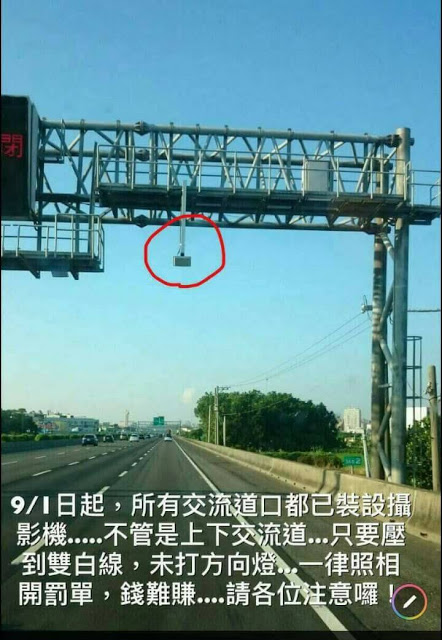 閉
9/1日起，所有交流道口都已裝設攝
影機.....不管是上下交流道...只要壓
到雙白線，未打方向燈...一律照相
開罰單，錢難賺....請各位注意囉！